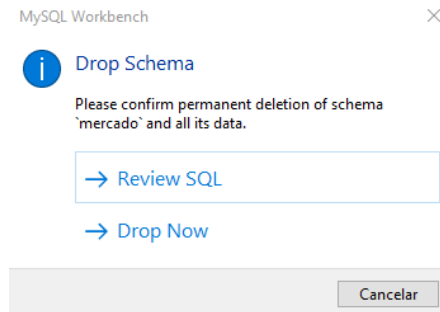 MySQL Workbench
Drop Schema
Please confirm permanent deletion of schema
`mercado` and all its data.
→ Review SQL
→ Drop Now
Cancelar